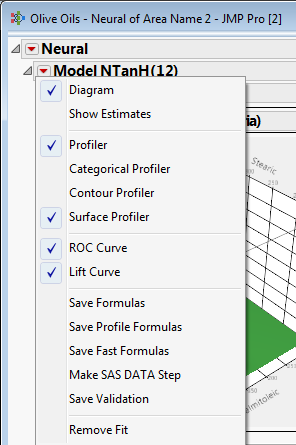 Olive Oils - Neural of Area Name 2 - JMP Pro [2]
Neural
Model NTanH(12)
Diagram
Show Estimates
Profiler
Categorical Profiler
Contour Profiler
Surface Profiler
ROC Curve
Lift Curve
Save Formulas
Save Profile Formulas
Save Fast Formulas
Make SAS DATA Step
Save Validation
Remove Fit
ria)
Stearic